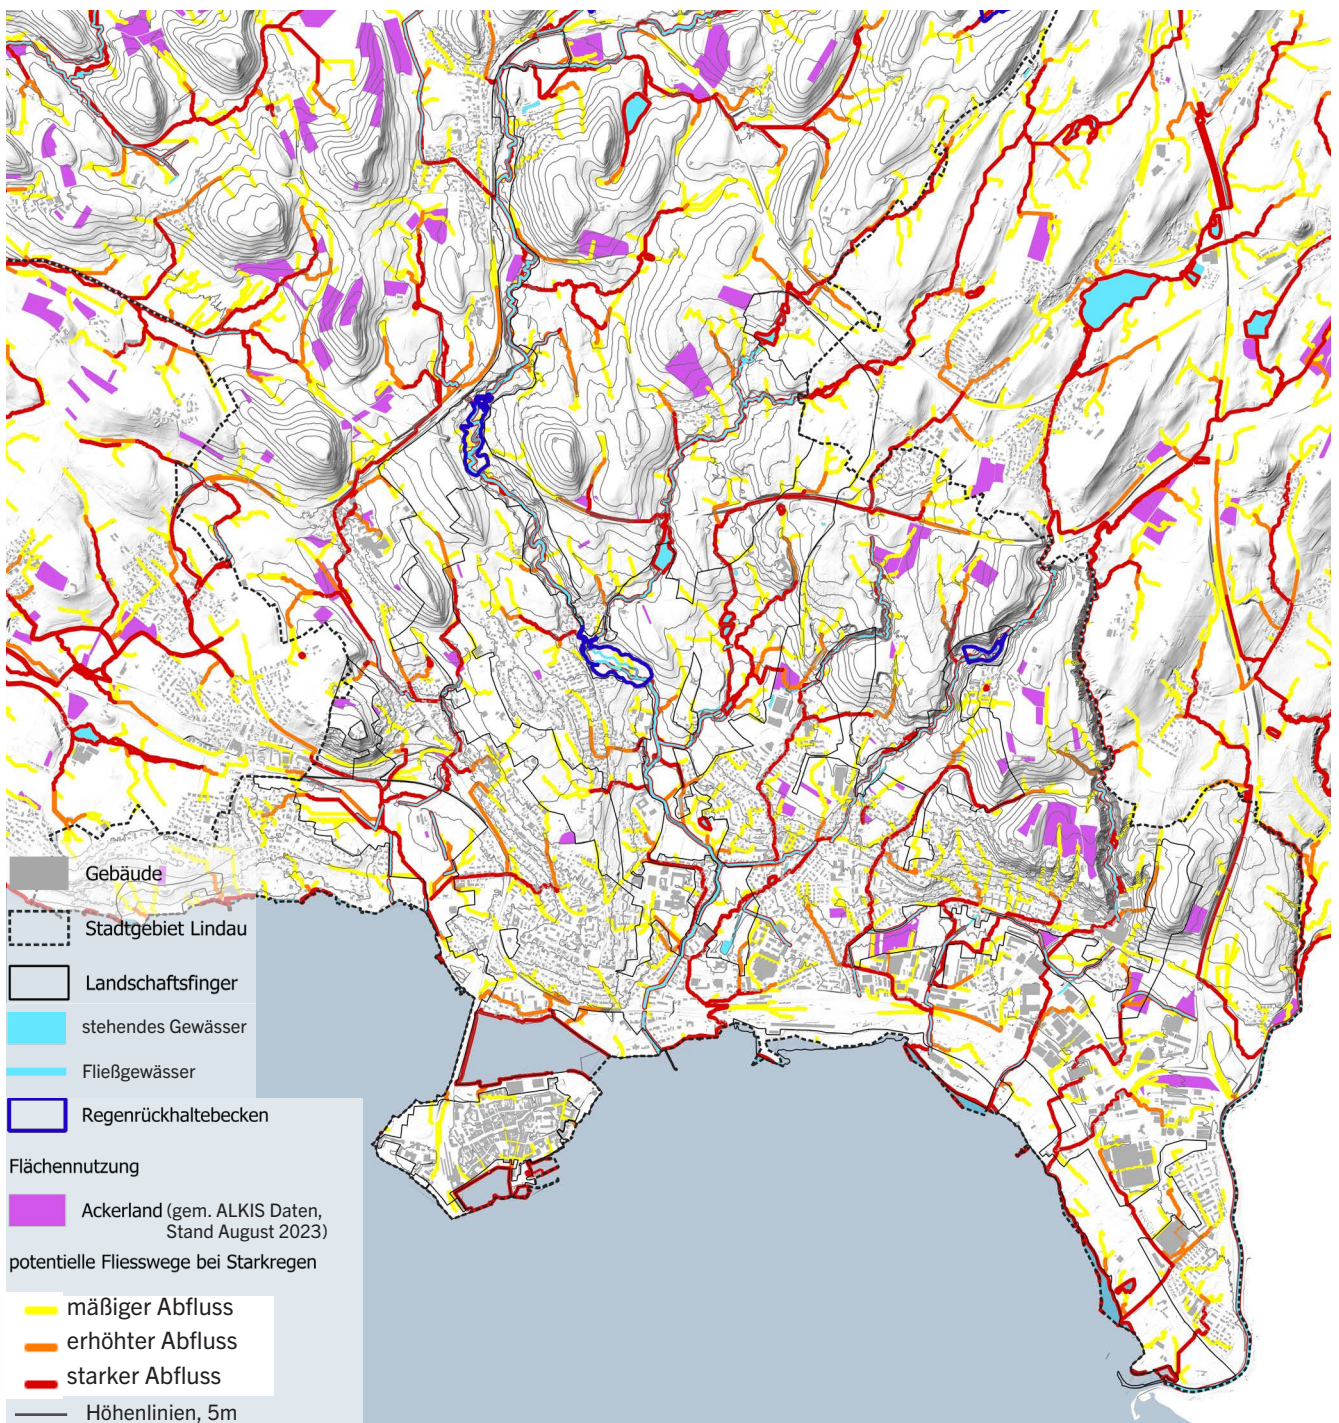 Gebäude
Stadtgebiet Lindau
Landschaftsfinger
stehendes Gewässer
Fließgewässer
Regenrückhaltebecken
Flächennutzung
Ackerland (gem. ALKIS Daten,
Stand August 2023)
potentielle Fliesswege bei Starkregen
mäßiger Abfluss
erhöhter Abfluss
starker Abfluss
Höhenlinien, 5m